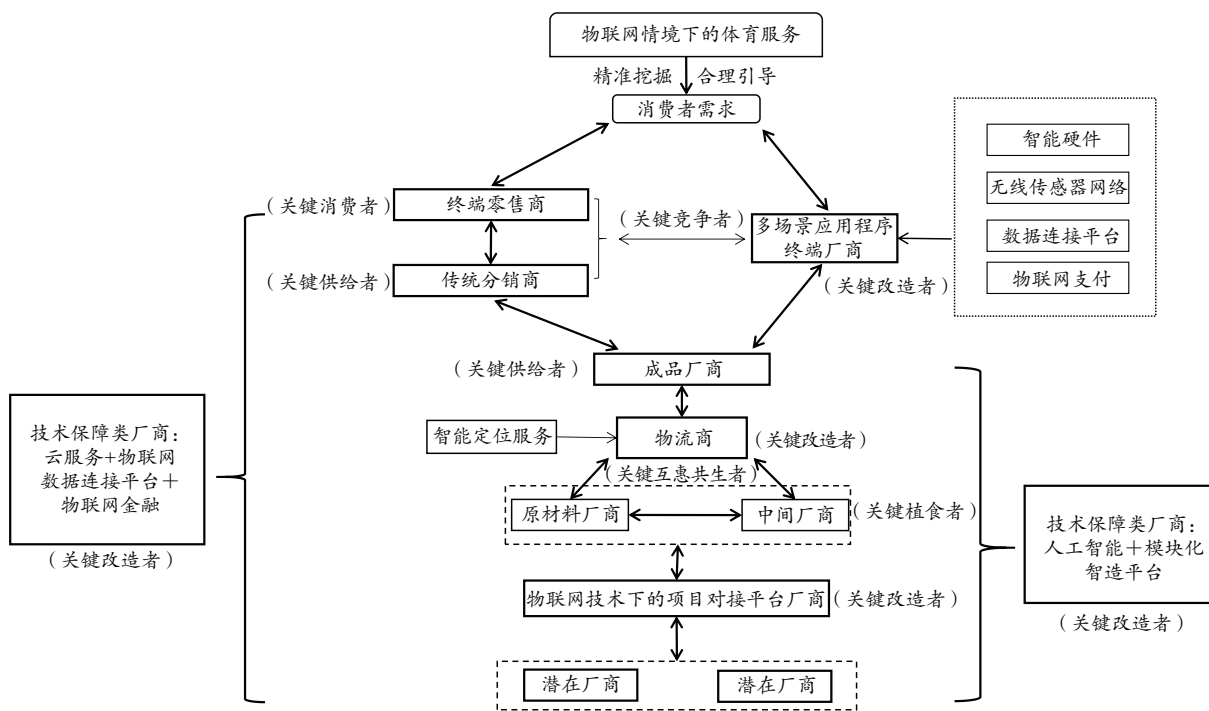 物联网情境下的体育服务
精准挖掘 合理引导
消费者需求
智能硬件
无线传感器网络
数据连接平台
物联网支付
（关键消费者）
终端零售商
（关键竞争者）
多场景应用程序
终端厂商
（关键供给者）
传统分销商
（关键改造者）
（关键供给者）
成品厂商
技术保障类厂商：
云服务+物联网
数据连接平台＋
物联网金融
（关键改造者）
智能定位服务
物流商
（关键改造者）
（关键互惠共生者）
原材料厂商
中间厂商
（关键植食者）
技术保障类厂商：
人工智能＋模块化
智造平台
（关键改造者）
物联网技术下的项目对接平台厂商
（关键改造者）
潜在厂商
潜在厂商